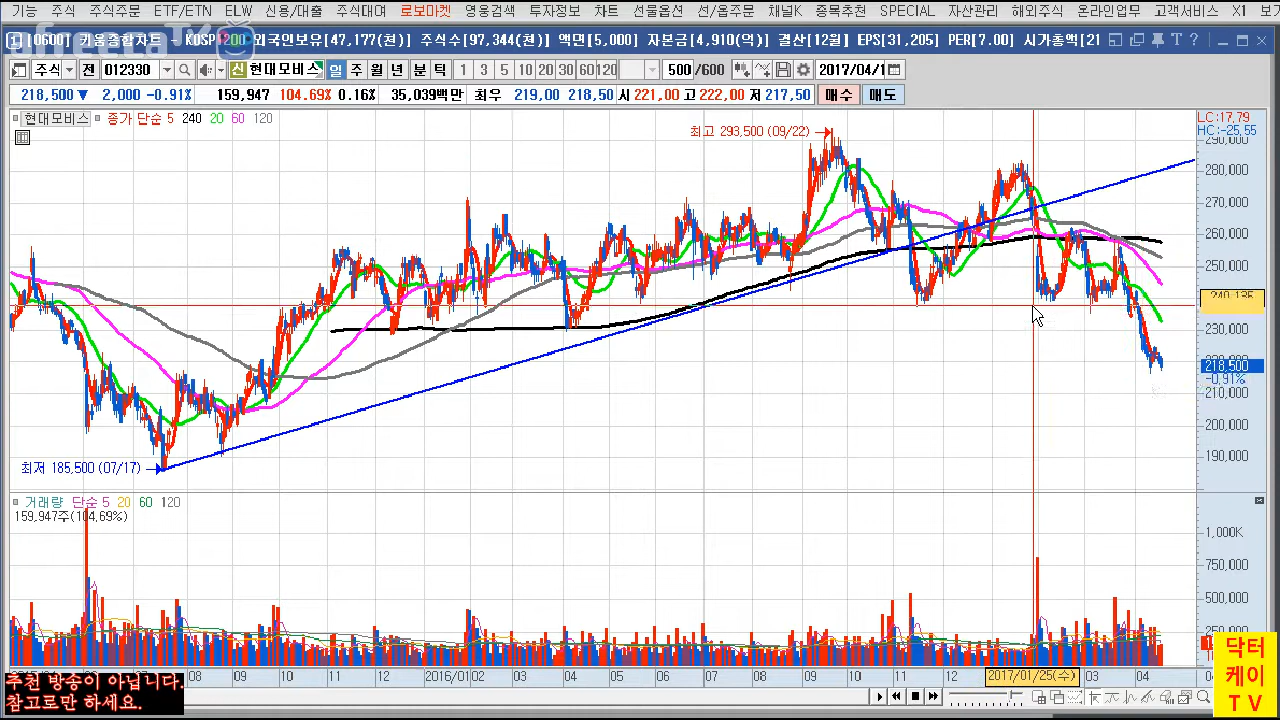 기능 주식 주식주문 ETF/ETN ELW 신용/대출 주식대여 로보마켓 영웅검색 투자정보 차트 선물옵션 선/옵주문 채널K 종목추천 SPECIAL 자산관리 해외주식 온라인업무 고객서비스 X1
[0600] 키움종합차트 - KOSPI200 외국인보유[47,177(천)] 주식수[97,344(천)] 액면[5,000] 자본금[4,910(억)] 결산[12월] EPS[31,205] PER[7.00] 시가총액[2]
afreecaTV
주식 전 012330 신 현대모비스 일 주 월 년 분 틱 1 3 5 10 20 30 60 120 500 /600 2017/04/1
218,500 ▼ 2,000 -0.91% 159,947 104.69% 0.16% 35,039백만 최우 219,00 218,50 시 221,00 고 222,00 저 217,50 매수 매도
현대모비스 종가 단순 5 240 20 60 120
LC:17.79
HC:-25.55
최고 293,500 (09/22)
290,000
280,000
270,000
260,000
250,000
240,135
230,000
218,500
-0.91%
210,000
200,000
190,000
최저 185,500 (07/17)
거래량 단순 5 20 60 120
159,947주(104.69%)
1,000K
750,000
500,000
250,000
07 08 09 10 11 12 2016/01 02 03 04 05 06 07 08 09 10 11 12 2017/01/25(수) 03 04
추천 방송이 아닙니다.
참고로만 하세요.
닥터
케이
T V